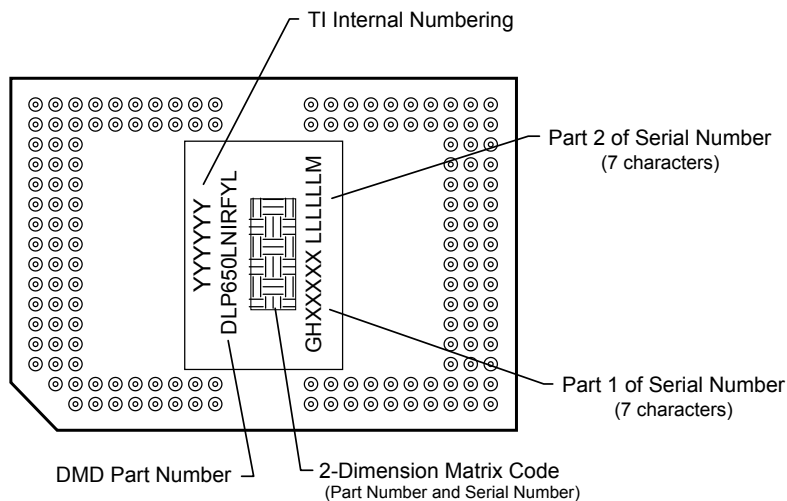 TI Internal Numbering
Part 2 of Serial Number
(7 characters)
YYYYYYY
DLP650LNIRFYL
GHXXXXX LLLLLLM
Part 1 of Serial Number
(7 characters)
DMD Part Number
2-Dimension Matrix Code
(Part Number and Serial Number)